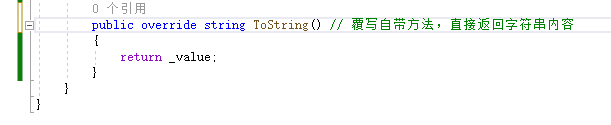 0 个引用
public override string ToString() // 覆写自带方法，直接返回字符串内容
{
return _value;
}
}
}